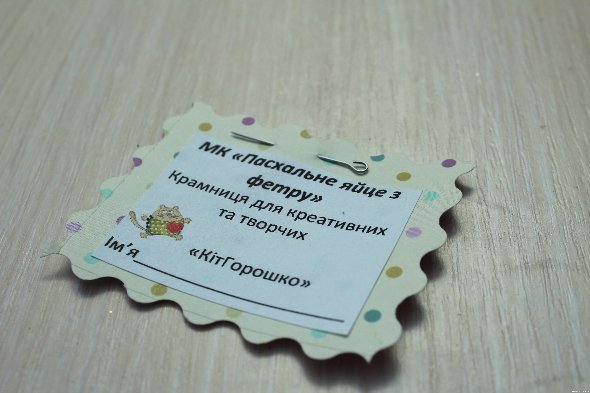 МК «Пасхальне яйце з
фетру»
Крамниця для креативних
та творчих
«КітГорошко»
Ім'я